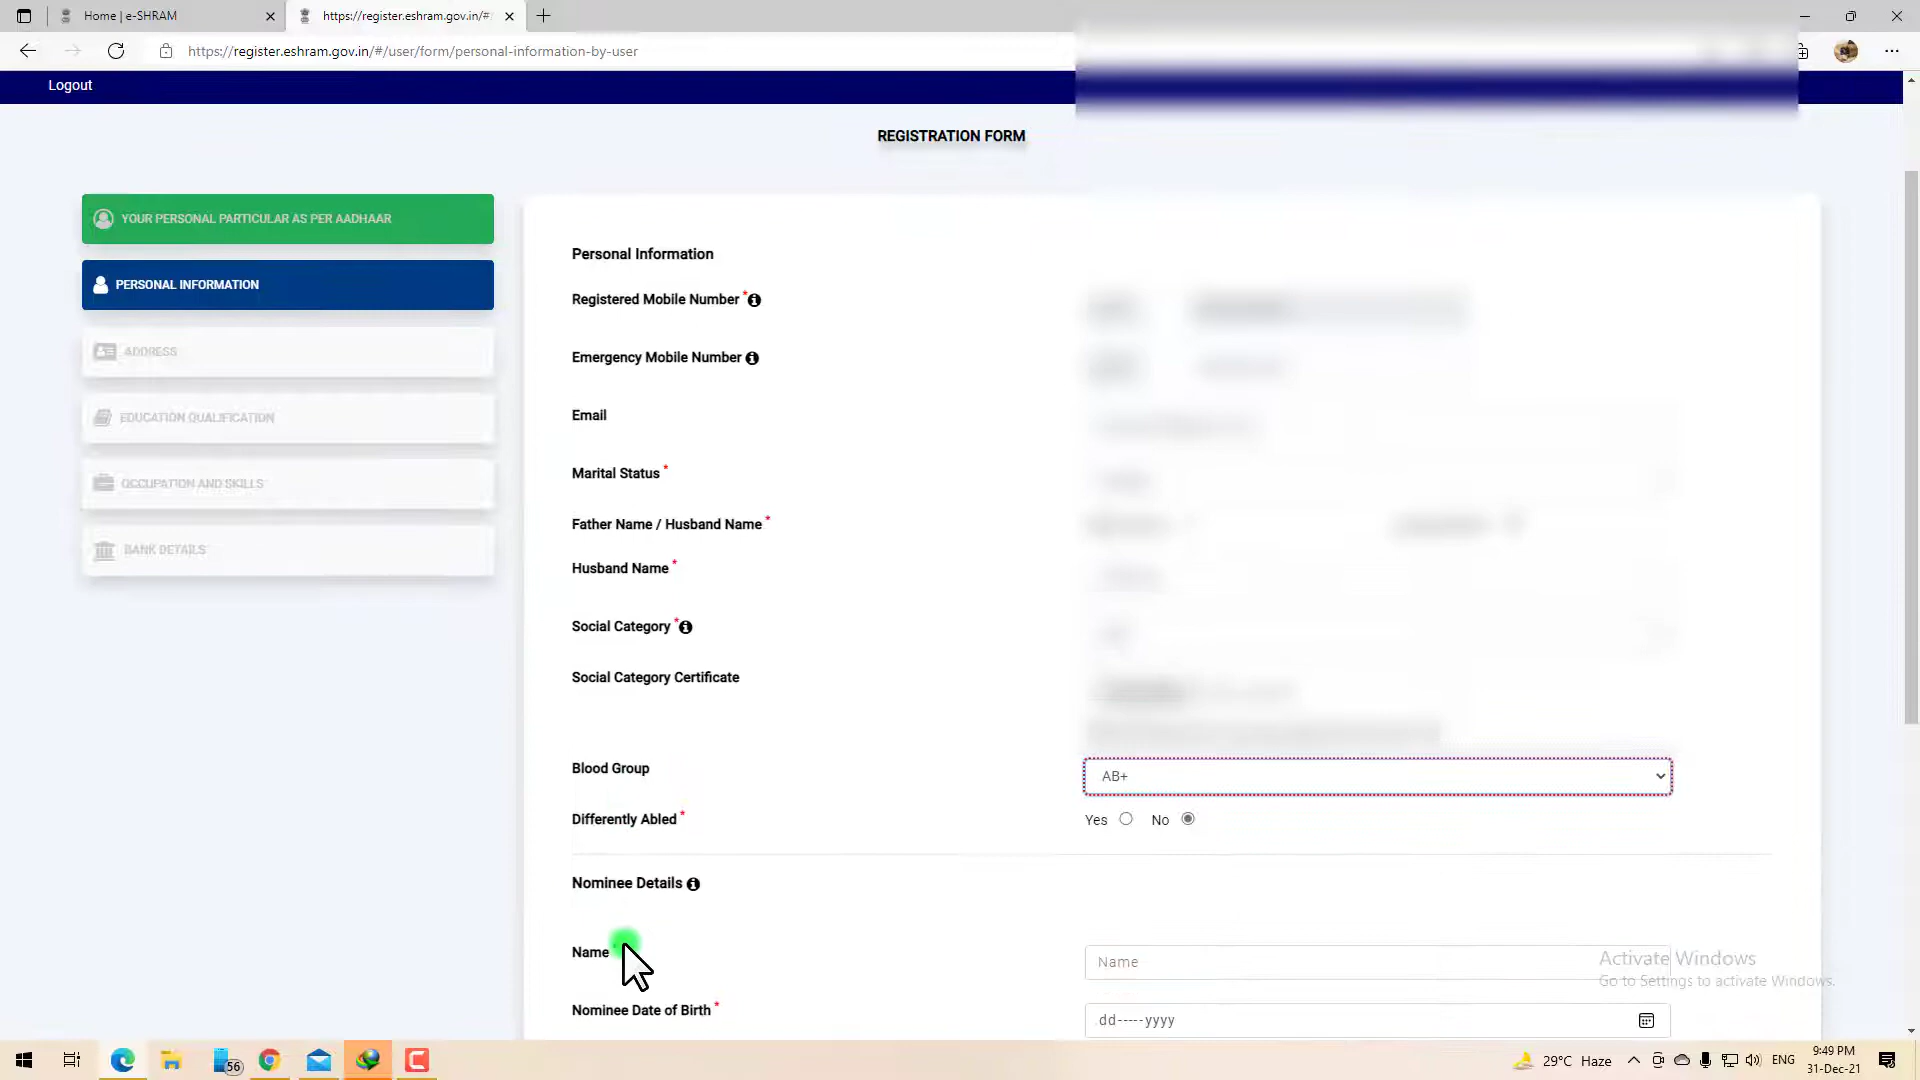 Home | e-SHRAM
https://register.eshram.gov.in/#
https://register.eshram.gov.in/#/user/form/personal-information-by-user
Logout
REGISTRATION FORM
YOUR PERSONAL PARTICULAR AS PER AADHAAR
PERSONAL INFORMATION
ADDRESS
EDUCATION QUALIFICATION
OCCUPATION AND SKILLS
BANK DETAILS
Personal Information
Registered Mobile Number *
Emergency Mobile Number
Email
Marital Status *
Father Name / Husband Name *
Husband Name *
Social Category *
Social Category Certificate
Blood Group
AB+
Differently Abled *
Yes No
Nominee Details
Name
Name
Nominee Date of Birth *
dd-----yyyy
Activate Windows
Go to Settings to activate Windows.
56
29°C Haze
ENG
9:49 PM
31-Dec-21